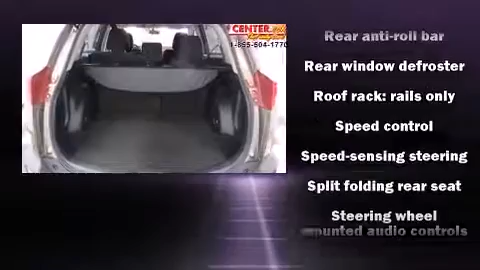 CENTER
1-855-504-1770
Rear anti-roll bar
Rear window defroster
Roof rack: rails only
Speed control
Speed-sensing steering
Split folding rear seat
Steering wheel
mounted audio controls